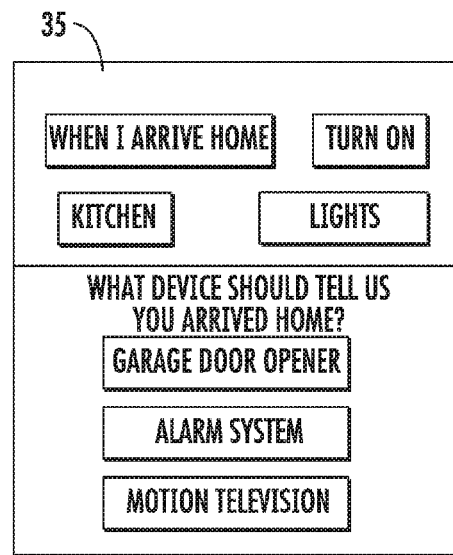 35
WHEN I ARRIVE HOME TURN ON
KITCHEN LIGHTS
WHAT DEVICE SHOULD TELL US
YOU ARRIVED HOME?
GARAGE DOOR OPENER
ALARM SYSTEM
MOTION TELEVISION